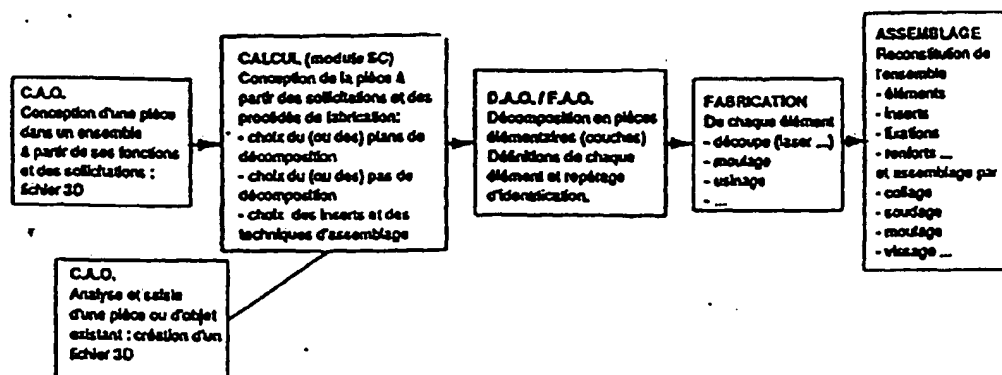 C.A.O.
Conception d'une pièce
dans un ensemble
à partir de ses fonctions
et des sollicitations :
fichier 3D
CALCUL (module SC)
Conception de la pièce à
partir des sollicitations et des
procédés de fabrication:
- choix du (ou des) plans de
décomposition
- choix du (ou des) pas de
décomposition
- choix des inserts et des
techniques d'assemblage
C.A.O.
Analyse et saisie
d'une pièce ou d'objet
existant : création d'un
fichier 3D
D.A.O. / F.A.O.
Décomposition en pièces
élémentaires (couches)
Définitions de chaque
élément et repérage
d'identification.
FABRICATION
De chaque élément
- découpe (laser ...)
- moulage
- usinage
- ....
ASSEMBLAGE
Reconstitution de
l'ensemble
- éléments
- inserts
- fixations
- renforts ...
et assemblage par
- collage
- soudage
- moulage
- vissage ...